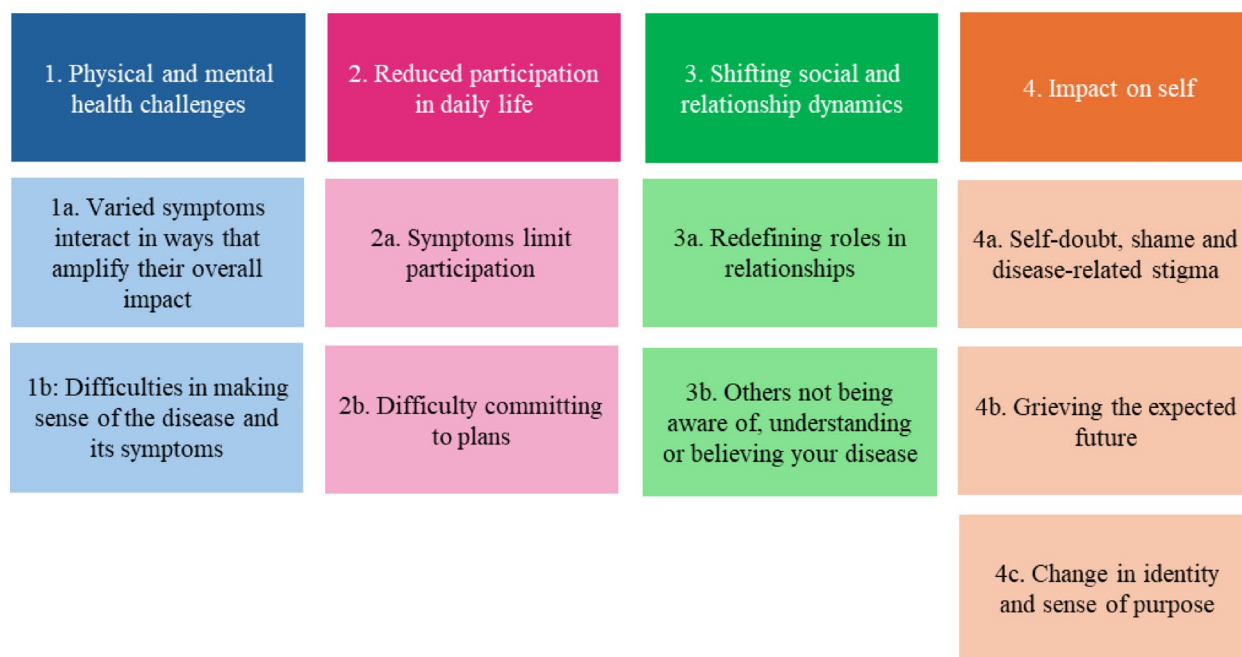 1. Physical and mental
health challenges
2. Reduced participation
in daily life
3. Shifting social and
relationship dynamics
4. Impact on self
1a. Varied symptoms
interact in ways that
amplify their overall
impact
2a. Symptoms limit
participation
3a. Redefining roles in
relationships
4a. Self-doubt, shame and
disease-related stigma
1b: Difficulties in making
sense of the disease and
its symptoms
2b. Difficulty committing
to plans
3b. Others not being
aware of, understanding
or believing your disease
4b. Grieving the expected
future
4c. Change in identity
and sense of purpose